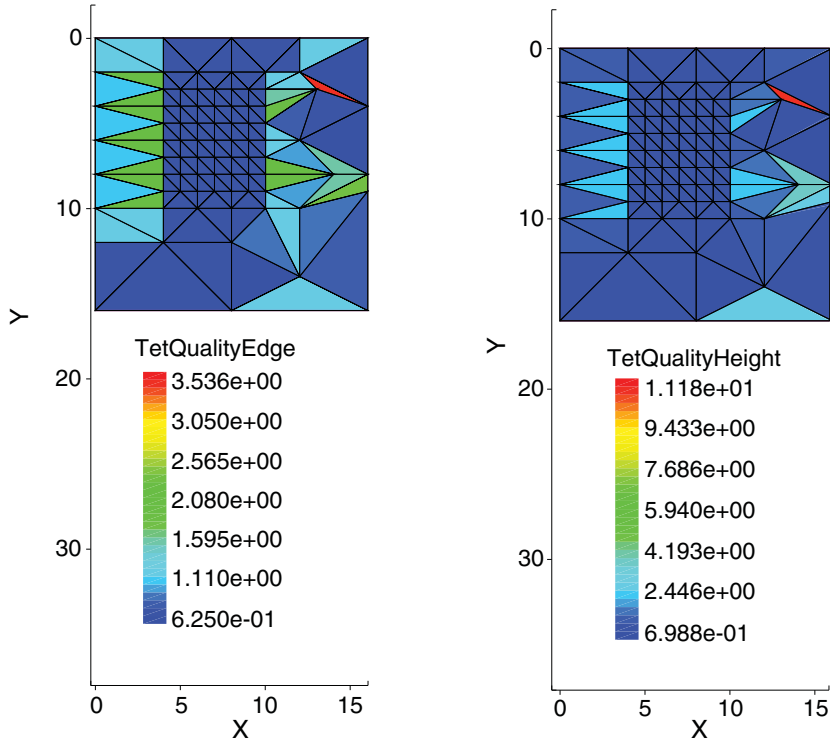 0
10
20
30
Y
TetQualityEdge
3.536e+00
3.050e+00
2.565e+00
2.080e+00
1.595e+00
1.110e+00
6.250e-01
0 5 10 15
X
0
10
20
30
Y
TetQualityHeight
1.118e+01
9.433e+00
7.686e+00
5.940e+00
4.193e+00
2.446e+00
6.988e-01
0 5 10 15
X